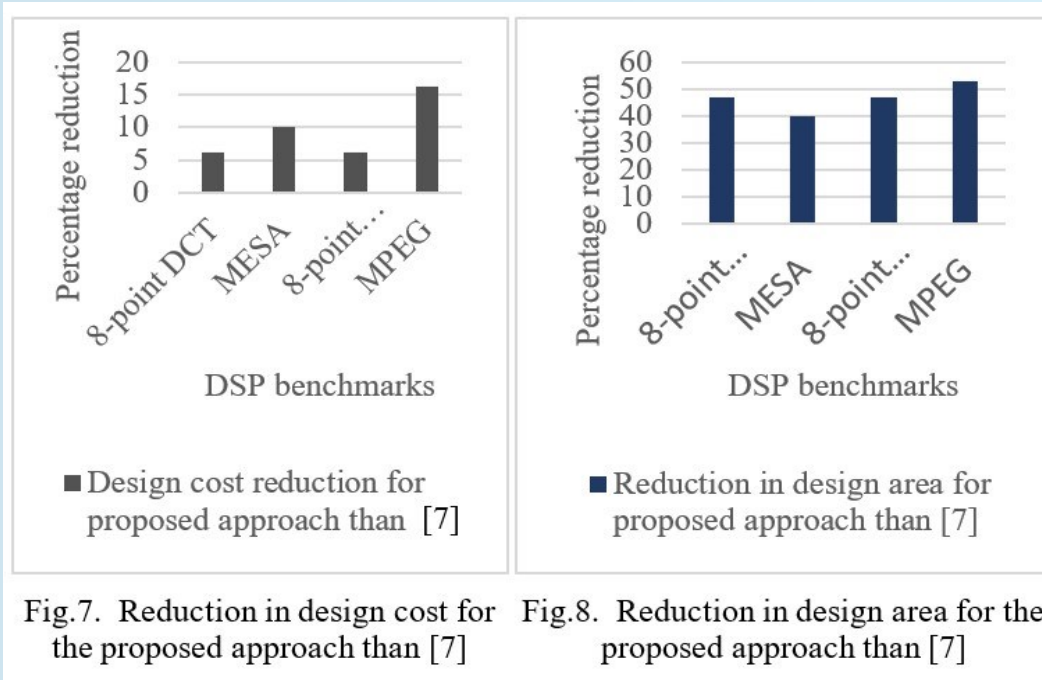 Percentage reduction
20
15
10
5
0
8-point DCT
MESA
8-point...
MPEG
DSP benchmarks
Design cost reduction for
proposed approach than [7]
Fig.7. Reduction in design cost for
the proposed approach than [7]
Percentage reduction
60
50
40
30
20
10
0
8-point...
MESA
8-point...
MPEG
DSP benchmarks
Reduction in design area for
proposed approach than [7]
Fig.8. Reduction in design area for the
proposed approach than [7]